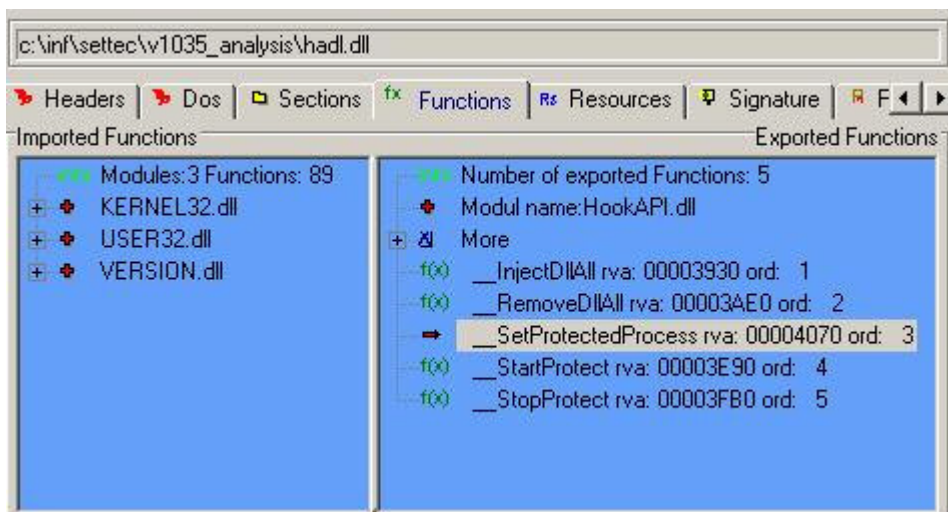 c:\inf\settec\v1035_analysis\hadl.dll
Headers Dos Sections fx Functions Rs Resources Signature F
Imported Functions Exported Functions
Modules:3 Functions: 89
KERNEL32.dll
USER32.dll
VERSION.dll
Number of exported Functions: 5
Modul name:HookAPI.dll
More
f(x) __InjectDllAll rva: 00003930 ord: 1
f(x) __RemoveDllAll rva: 00003AE0 ord: 2
__SetProtectedProcess rva: 00004070 ord: 3
f(x) __StartProtect rva: 00003E90 ord: 4
f(x) __StopProtect rva: 00003FB0 ord: 5